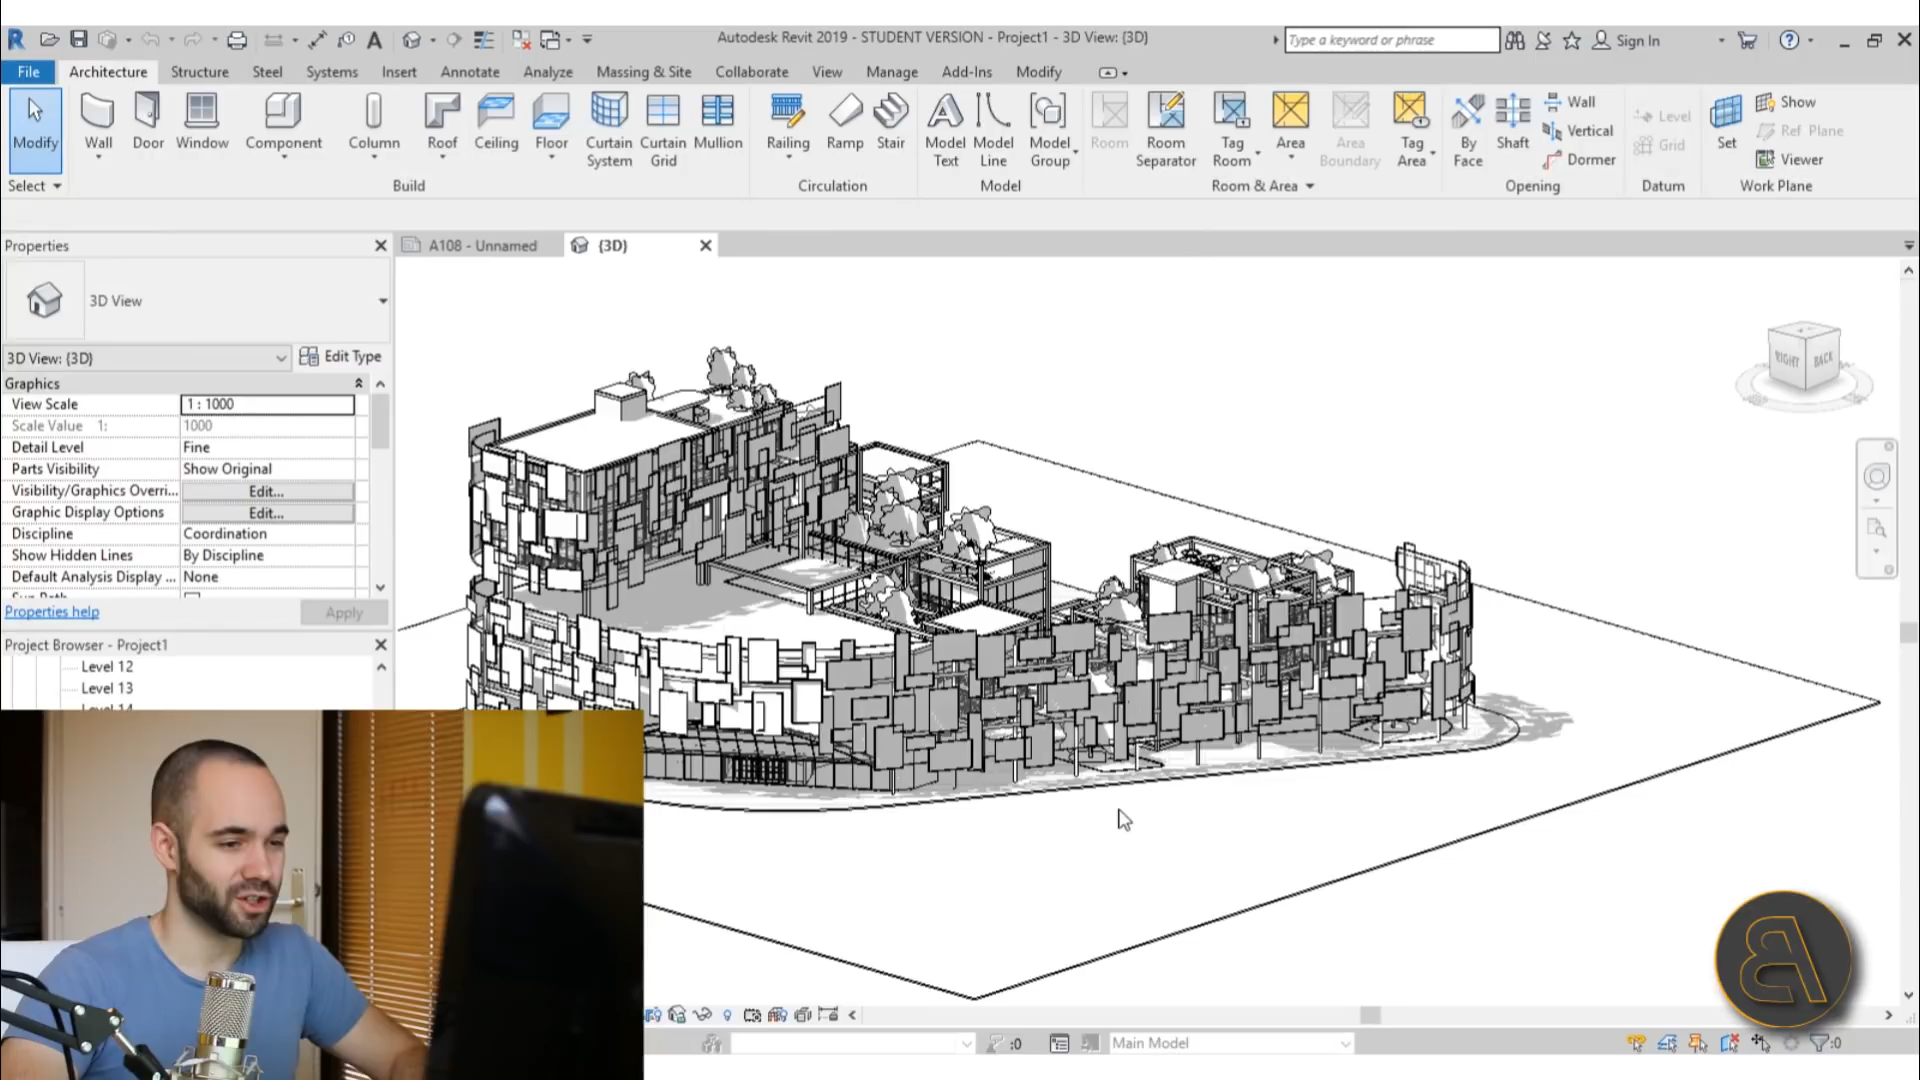 Autodesk Revit 2019 - STUDENT VERSION - Project1 - 3D View: {3D}
Type a keyword or phrase
Sign In
File Architecture Structure Steel Systems Insert Annotate Analyze Massing & Site Collaborate View Manage Add-Ins Modify
Modify Wall Door Window Component Column Roof Ceiling Floor Curtain System Curtain Grid Mullion Railing Ramp Stair Model Text Model Line Model Group Room Room Separator Tag Room Area Area Boundary Tag Area By Face Shaft
Wall
Vertical
Dormer
Level
Grid
Set
Show
Ref Plane
Viewer
Select Build Circulation Model Room & Area Opening Datum Work Plane
Properties
A108 - Unnamed {3D}
3D View
3D View: {3D} Edit Type
Graphics
View Scale 1 : 1000
Scale Value 1: 1000
Detail Level Fine
Parts Visibility Show Original
Visibility/Graphics Overri... Edit...
Graphic Display Options Edit...
Discipline Coordination
Show Hidden Lines By Discipline
Default Analysis Display ... None
Properties help Apply
Project Browser - Project1
Level 12
Level 13
Level 14
RIGHT BACK
:0 Main Model :0